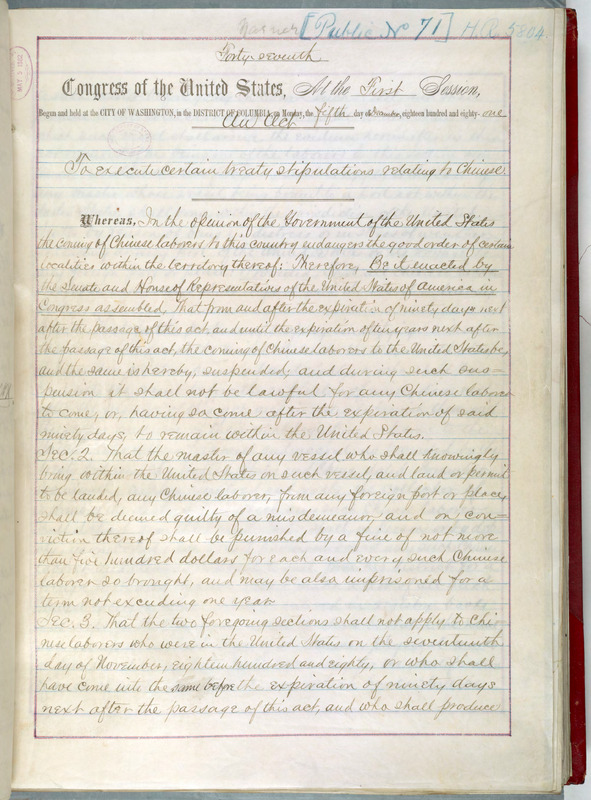 [Public No 71] H.R. 5804
Forty-seventh
Congress of the United States, At the First Session,
Begun and held at the CITY OF WASHINGTON, in the DISTRICT OF COLUMBIA, on Monday, the fifth day of December, eighteen hundred and eighty-one
MAY 9 1882
An Act
To execute certain treaty stipulations relating to Chinese.
Whereas, In the opinion of the Government of the United States
the coming of Chinese laborers to this country endangers the good order of certain
localities within the territory thereof: Therefore, Be it enacted by
the Senate and House of Representatives of the United States of America in
Congress assembled, That from and after the expiration of ninety days next
after the passage of this act, and until the expiration of ten years next after
the passage of this act, the coming of Chinese laborers to the United States be,
and the same is hereby, suspended; and during such sus=
pension it shall not be lawful for any Chinese laborer
to come, or, having so come after the expiration of said
ninety days, to remain within the United States.
SEC. 2. That the master of any vessel who shall knowingly
bring within the United States on such vessel, and land or permit
to be landed, any Chinese laborer, from any foreign port or place,
shall be deemed guilty of a misdemeanor, and on con=
viction thereof shall be punished by a fine of not more
than five hundred dollars for each and every such Chinese
laborer so brought, and may be also imprisoned for a
term not exceeding one year.
SEC. 3. That the two foregoing sections shall not apply to Chi=
nese laborers who were in the United States on the seventeenth
day of November, eighteen hundred and eighty, or who shall
have come into the same before the expiration of ninety days
next after the passage of this act, and who shall produce